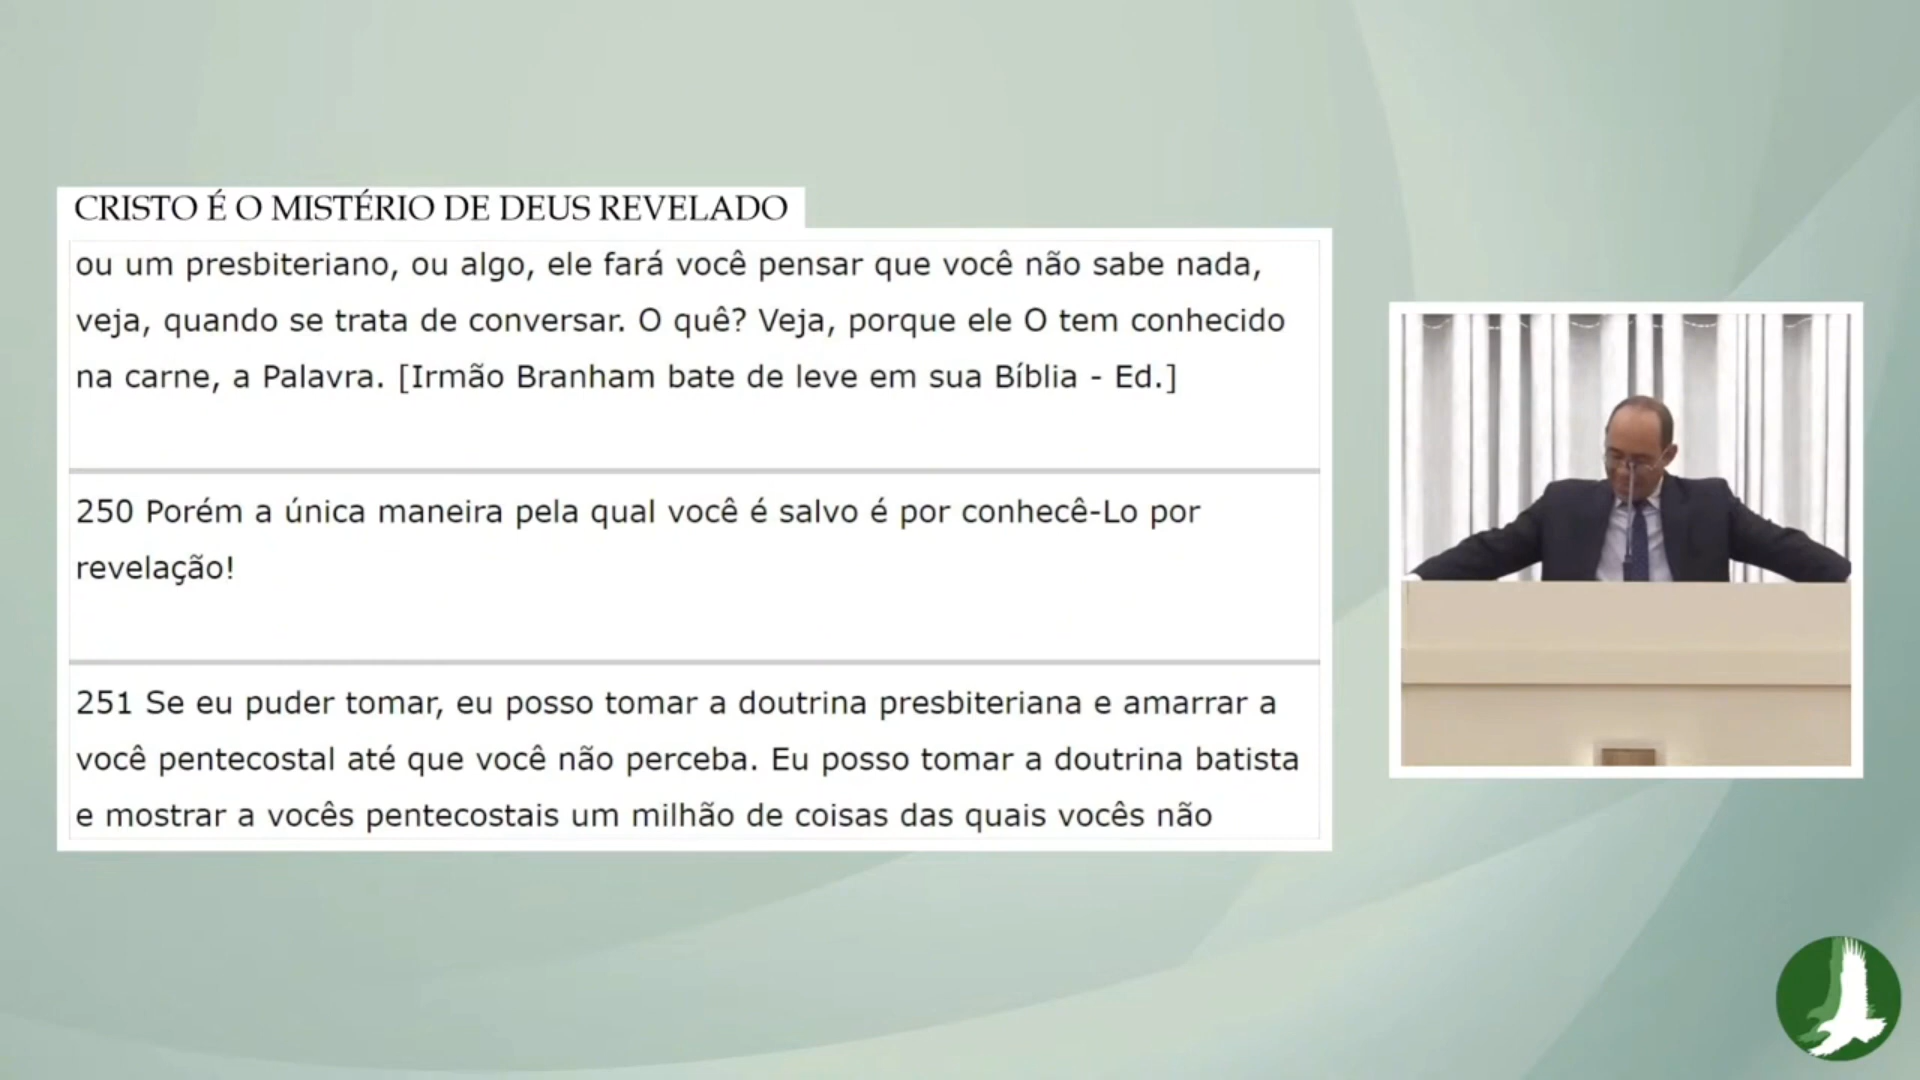 CRISTO É O MISTÉRIO DE DEUS REVELADO
ou um presbiteriano, ou algo, ele fará você pensar que você não sabe nada,
veja, quando se trata de conversar. O quê? Veja, porque ele O tem conhecido
na carne, a Palavra. [Irmão Branham bate de leve em sua Bíblia - Ed.]
250 Porém a única maneira pela qual você é salvo é por conhecê-Lo por
revelação!
251 Se eu puder tomar, eu posso tomar a doutrina presbiteriana e amarrar a
você pentecostal até que você não perceba. Eu posso tomar a doutrina batista
e mostrar a vocês pentecostais um milhão de coisas das quais vocês não